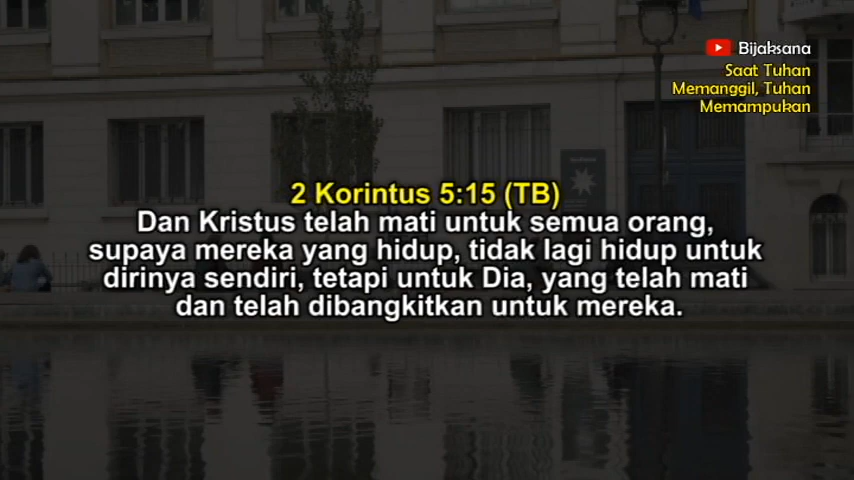 Bijaksana
Saat Tuhan
Memanggil, Tuhan
Memampukan
2 Korintus 5:15 (TB)
Dan Kristus telah mati untuk semua orang,
supaya mereka yang hidup, tidak lagi hidup untuk
dirinya sendiri, tetapi untuk Dia, yang telah mati
dan telah dibangkitkan untuk mereka.